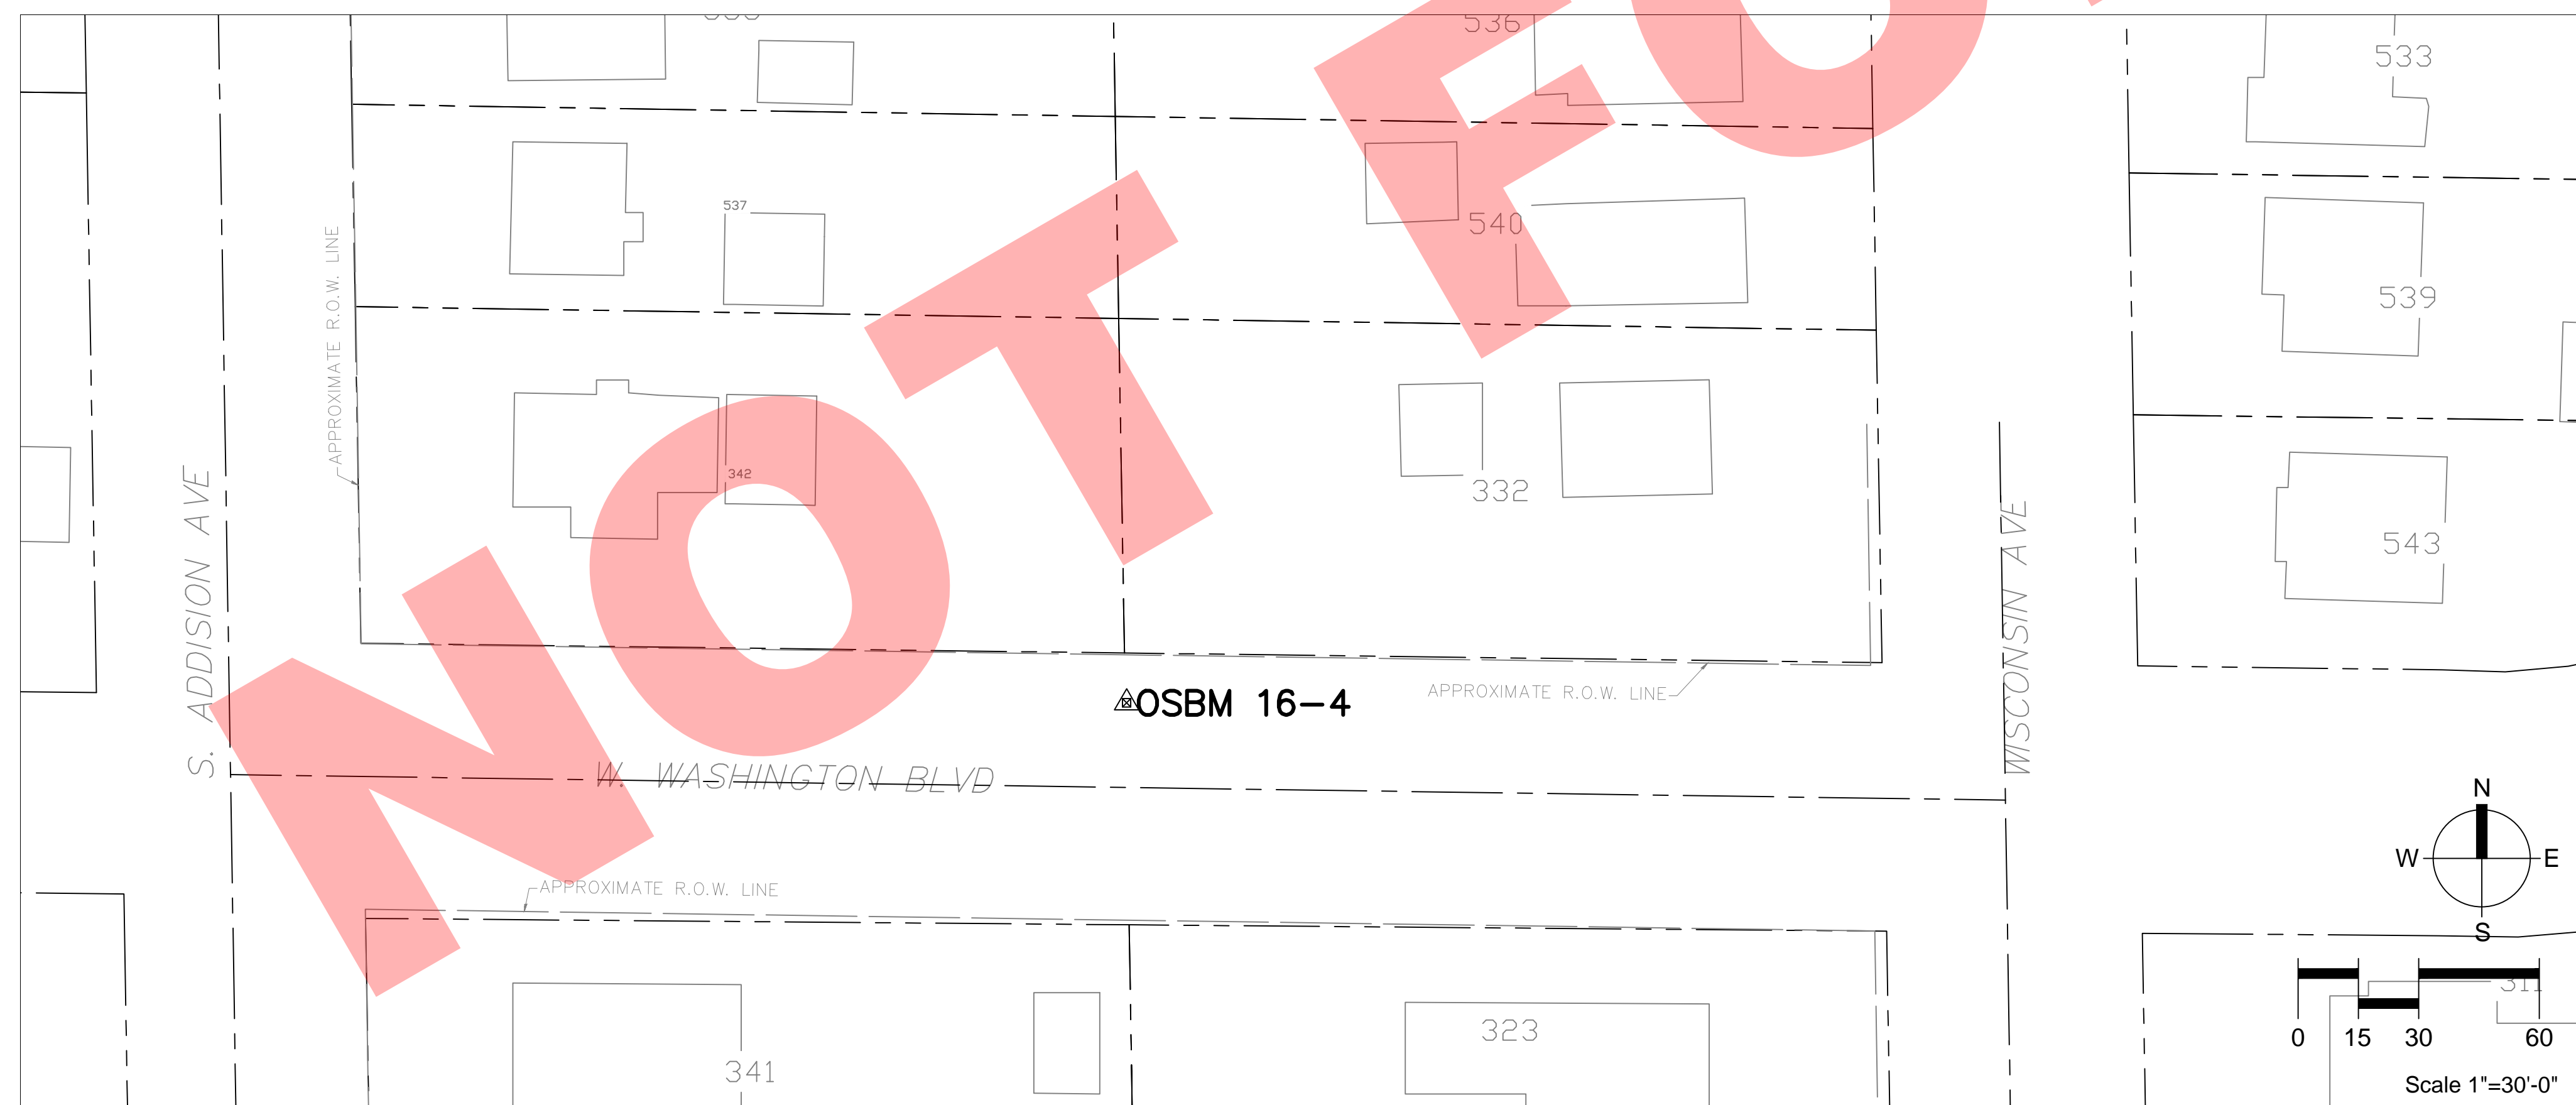 536
533
537
540
539
APPROXIMATE R.O.W. LINE
342
332
543
S. ADDISION AVE
WISCONSIN AVE
OSBM 16-4
APPROXIMATE R.O.W. LINE
W. WASHINGTON BLVD
N
W
E
S
APPROXIMATE R.O.W. LINE
311
323
341
0 15 30 60
Scale 1"=30'-0"
NOT